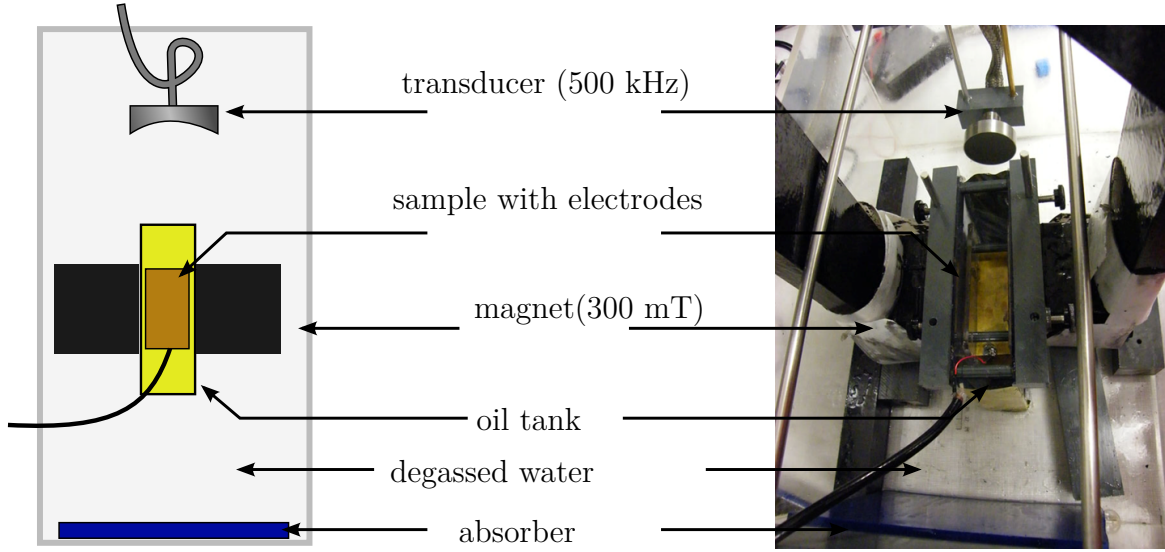 transducer (500 kHz)
sample with electrodes
magnet(300 mT)
oil tank
degassed water
absorber